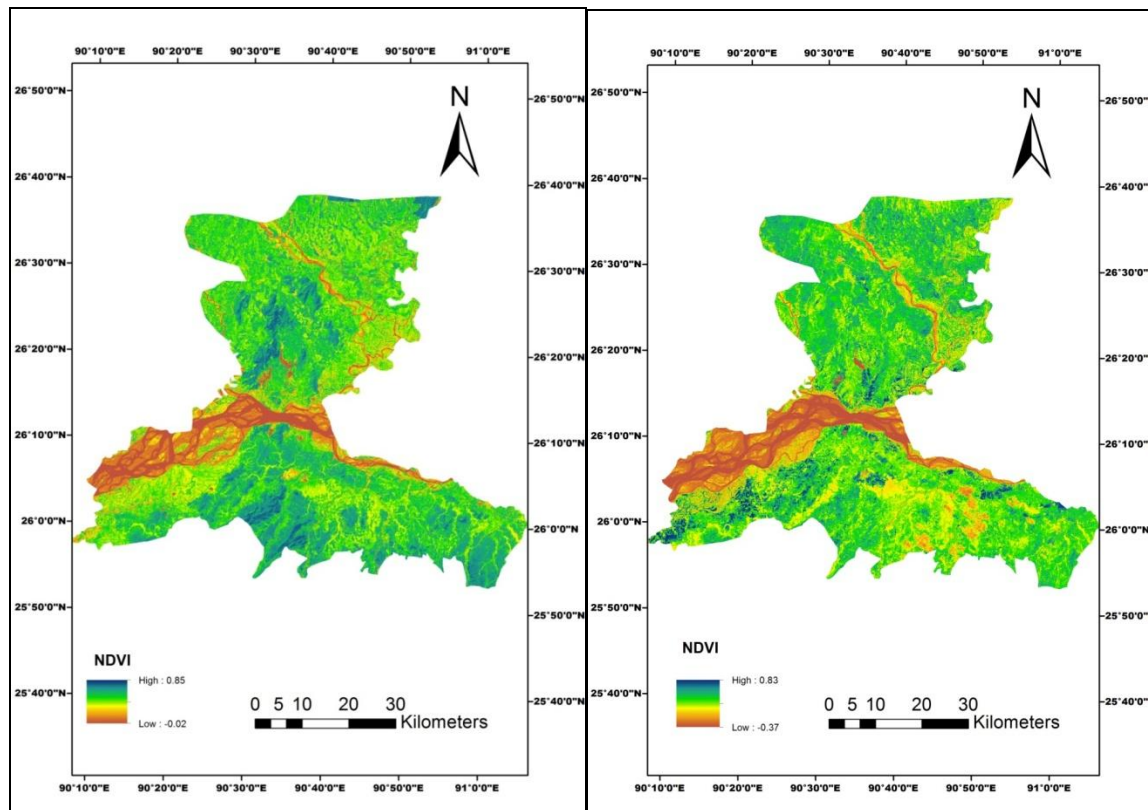 90°10'0"E 90°20'0"E 90°30'0"E 90°40'0"E 90°50'0"E 91°0'0"E
26°50'0"N 26°50'0"N
N
26°40'0"N 26°40'0"N
26°30'0"N 26°30'0"N
26°20'0"N 26°20'0"N
26°10'0"N 26°10'0"N
26°0'0"N 26°0'0"N
25°50'0"N 25°50'0"N
NDVI
High : 0.85
Low : -0.02
25°40'0"N 25°40'0"N
0 5 10 20 30
Kilometers
90°10'0"E 90°20'0"E 90°30'0"E 90°40'0"E 90°50'0"E 91°0'0"E
90°10'0"E 90°20'0"E 90°30'0"E 90°40'0"E 90°50'0"E 91°0'0"E
26°50'0"N 26°50'0"N
N
26°40'0"N 26°40'0"N
26°30'0"N 26°30'0"N
26°20'0"N 26°20'0"N
26°10'0"N 26°10'0"N
26°0'0"N 26°0'0"N
25°50'0"N 25°50'0"N
NDVI
High : 0.83
Low : -0.37
25°40'0"N 25°40'0"N
0 5 10 20 30
Kilometers
90°10'0"E 90°20'0"E 90°30'0"E 90°40'0"E 90°50'0"E 91°0'0"E